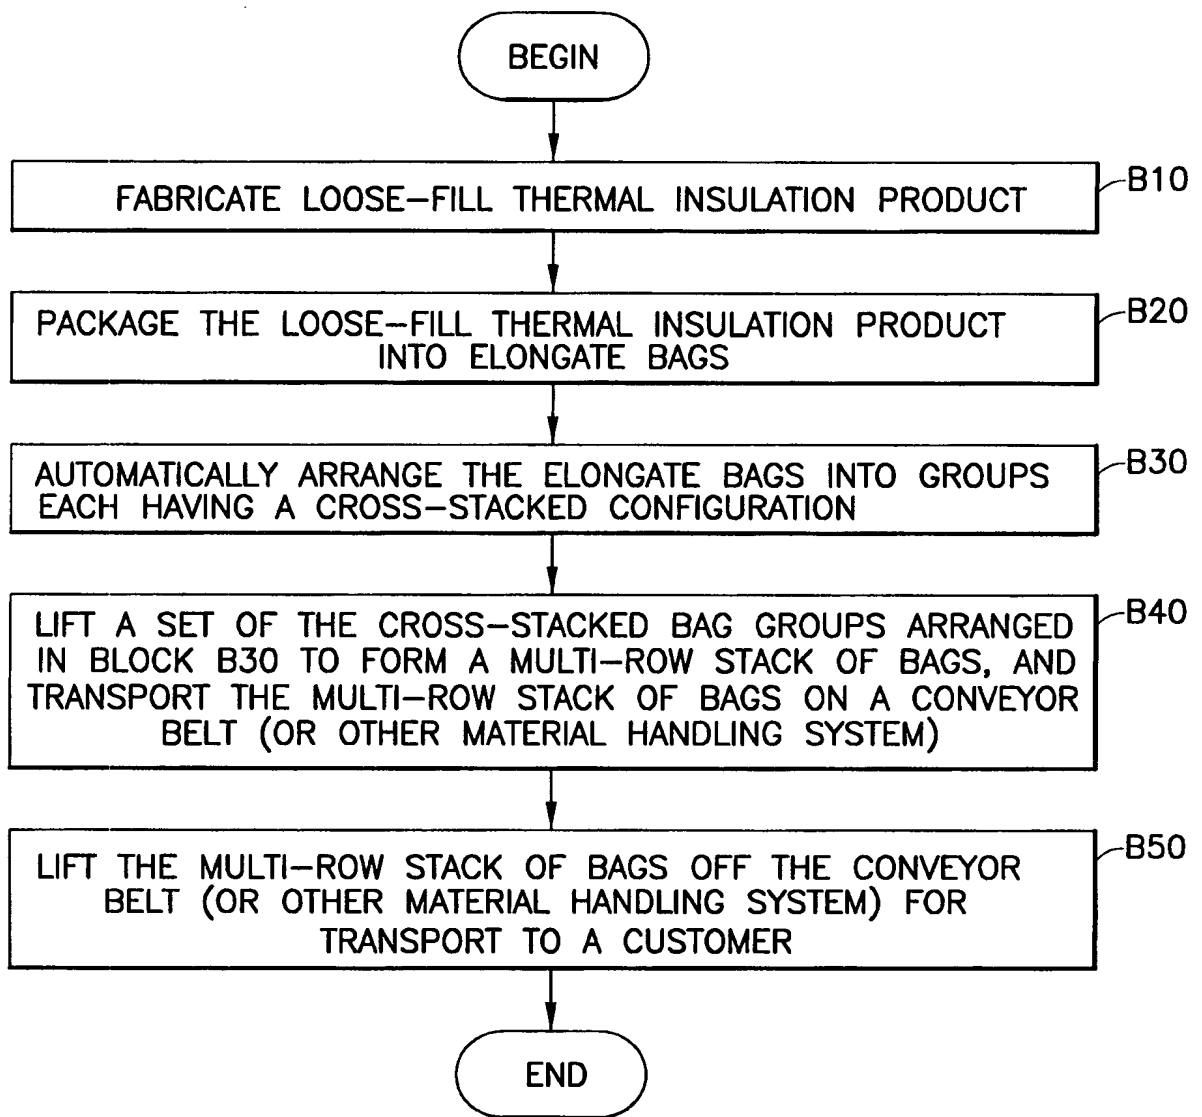 BEGIN
FABRICATE LOOSE-FILL THERMAL INSULATION PRODUCT
B10
PACKAGE THE LOOSE-FILL THERMAL INSULATION PRODUCT
INTO ELONGATE BAGS
B20
AUTOMATICALLY ARRANGE THE ELONGATE BAGS INTO GROUPS
EACH HAVING A CROSS-STACKED CONFIGURATION
B30
LIFT A SET OF THE CROSS-STACKED BAG GROUPS ARRANGED
IN BLOCK B30 TO FORM A MULTI-ROW STACK OF BAGS, AND
TRANSPORT THE MULTI-ROW STACK OF BAGS ON A CONVEYOR
BELT (OR OTHER MATERIAL HANDLING SYSTEM)
B40
LIFT THE MULTI-ROW STACK OF BAGS OFF THE CONVEYOR
BELT (OR OTHER MATERIAL HANDLING SYSTEM) FOR
TRANSPORT TO A CUSTOMER
B50
END